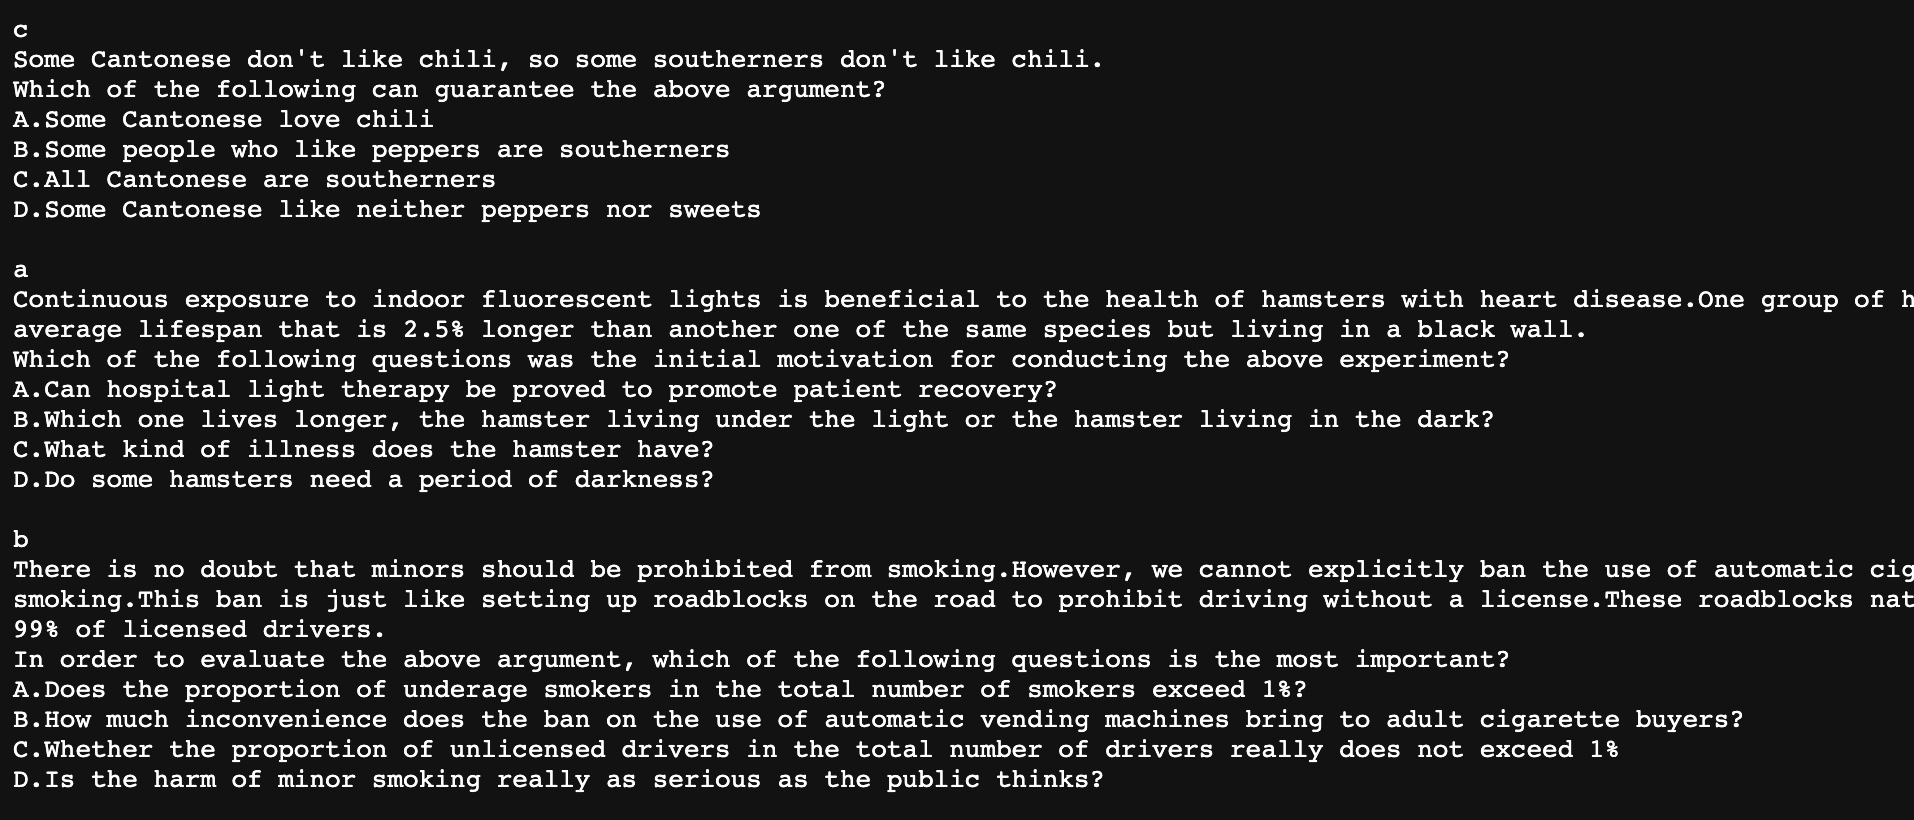 c
Some Cantonese don't like chili, so some southerners don't like chili.
Which of the following can guarantee the above argument?
A.Some Cantonese love chili
B.Some people who like peppers are southerners
C.All Cantonese are southerners
D.Some Cantonese like neither peppers nor sweets
a
Continuous exposure to indoor fluorescent lights is beneficial to the health of hamsters with heart disease.One group of
average lifespan that is 2.5% longer than another one of the same species but living in a black wall.
Which of the following questions was the initial motivation for conducting the above experiment?
A.Can hospital light therapy be proved to promote patient recovery?
B.Which one lives longer, the hamster living under the light or the hamster living in the dark?
C.What kind of illness does the hamster have?
D.Do some hamsters need a period of darkness?
b
There is no doubt that minors should be prohibited from smoking.However, we cannot explicitly ban the use of automatic
smoking.This ban is just like setting up roadblocks on the road to prohibit driving without a license.These roadblocks
99% of licensed drivers.
In order to evaluate the above argument, which of the following questions is the most important?
A.Does the proportion of underage smokers in the total number of smokers exceed 1%?
B.How much inconvenience does the ban on the use of automatic vending machines bring to adult cigarette buyers?
C.Whether the proportion of unlicensed drivers in the total number of drivers really does not exceed 1%
D.Is the harm of minor smoking really as serious as the public thinks?